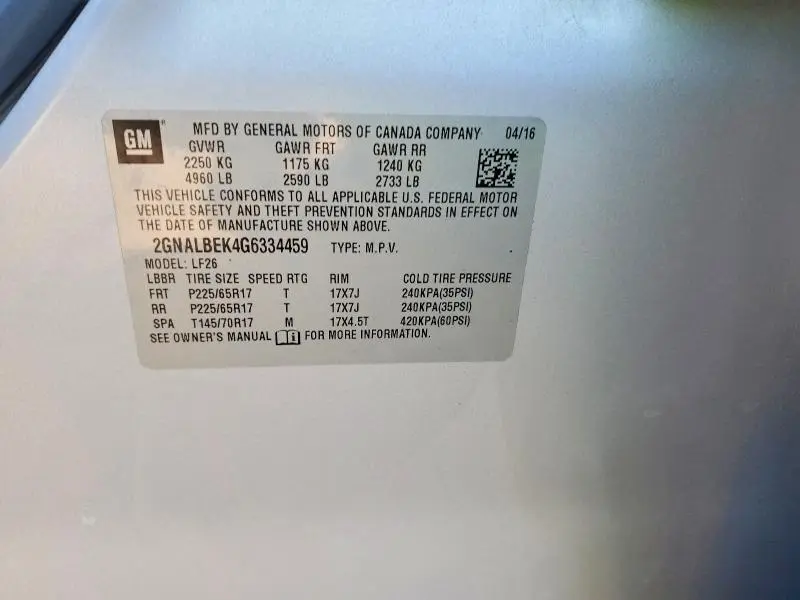 GM ® MFD BY GENERAL MOTORS OF CANADA COMPANY 04/16
GVWR GAWR FRT GAWR RR
2250 KG 1175 KG 1240 KG
4960 LB 2590 LB 2733 LB
THIS VEHICLE CONFORMS TO ALL APPLICABLE U.S. FEDERAL MOTOR
VEHICLE SAFETY AND THEFT PREVENTION STANDARDS IN EFFECT ON
THE DATE OF MANUFACTURE SHOWN ABOVE.
2GNALBEK4G6334459 TYPE: M.P.V.
MODEL: LF26
LBBR TIRE SIZE SPEED RTG RIM COLD TIRE PRESSURE
FRT P225/65R17 T 17X7J 240KPA(35PSI)
RR P225/65R17 T 17X7J 240KPA(35PSI)
SPA T145/70R17 M 17X4.5T 420KPA(60PSI)
SEE OWNER'S MANUAL i FOR MORE INFORMATION.